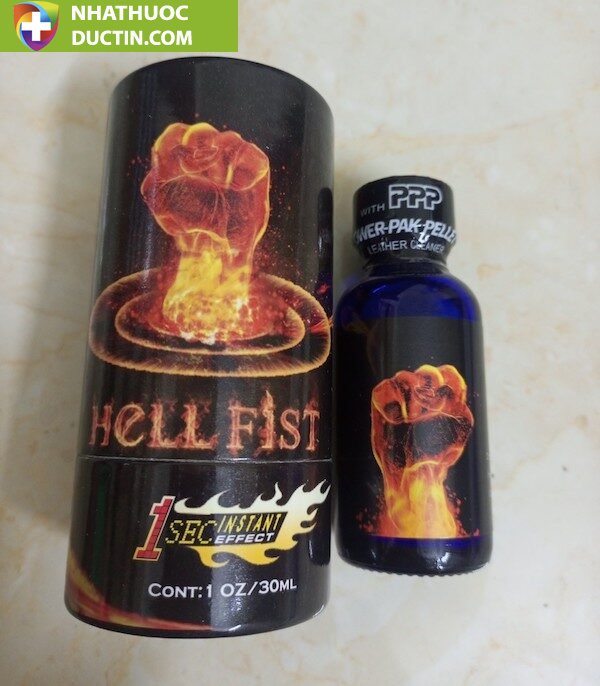 NHATHUOC
DUCTIN.COM
HELL FIST
1 SEC INSTANT
EFFECT
CONT: 1 OZ/30ML
WITH PPP
LEATHER CLEANER